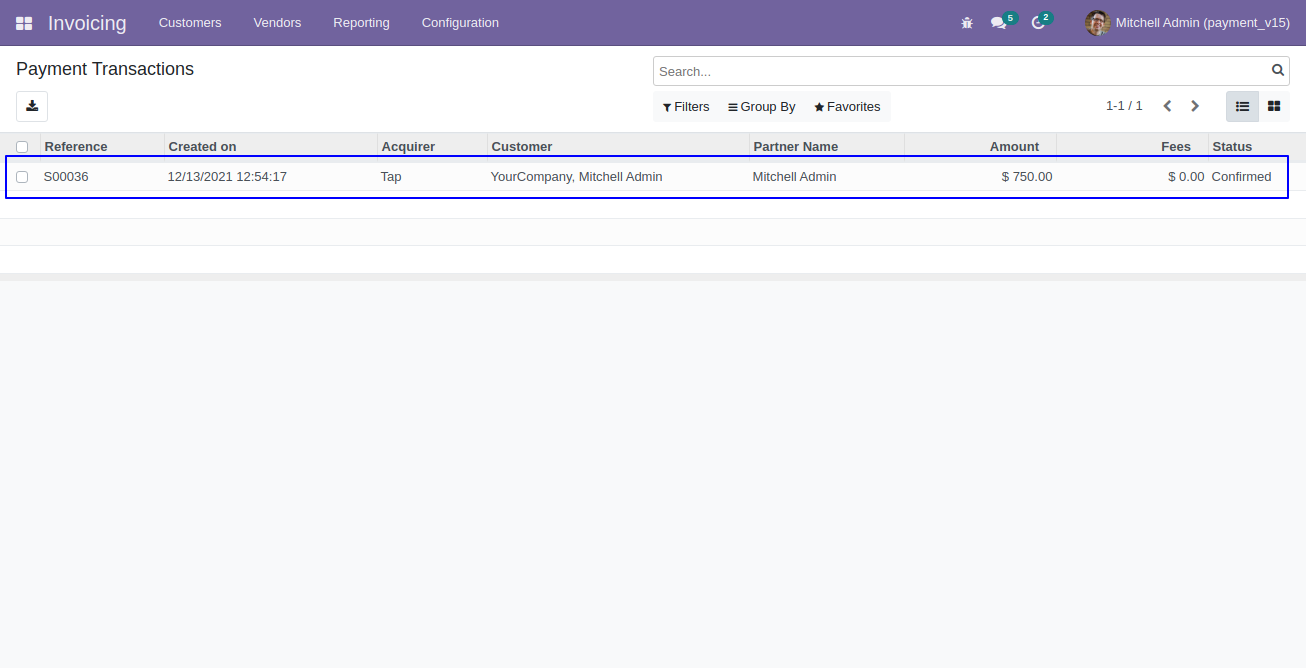 Invoicing Customers Vendors Reporting Configuration 5 2 Mitchell Admin (payment_v15)
Payment Transactions Search...
Filters Group By Favorites 1-1 / 1
Reference Created on Acquirer Customer Partner Name Amount Fees Status
S00036 12/13/2021 12:54:17 Tap YourCompany, Mitchell Admin Mitchell Admin $ 750.00 $ 0.00 Confirmed